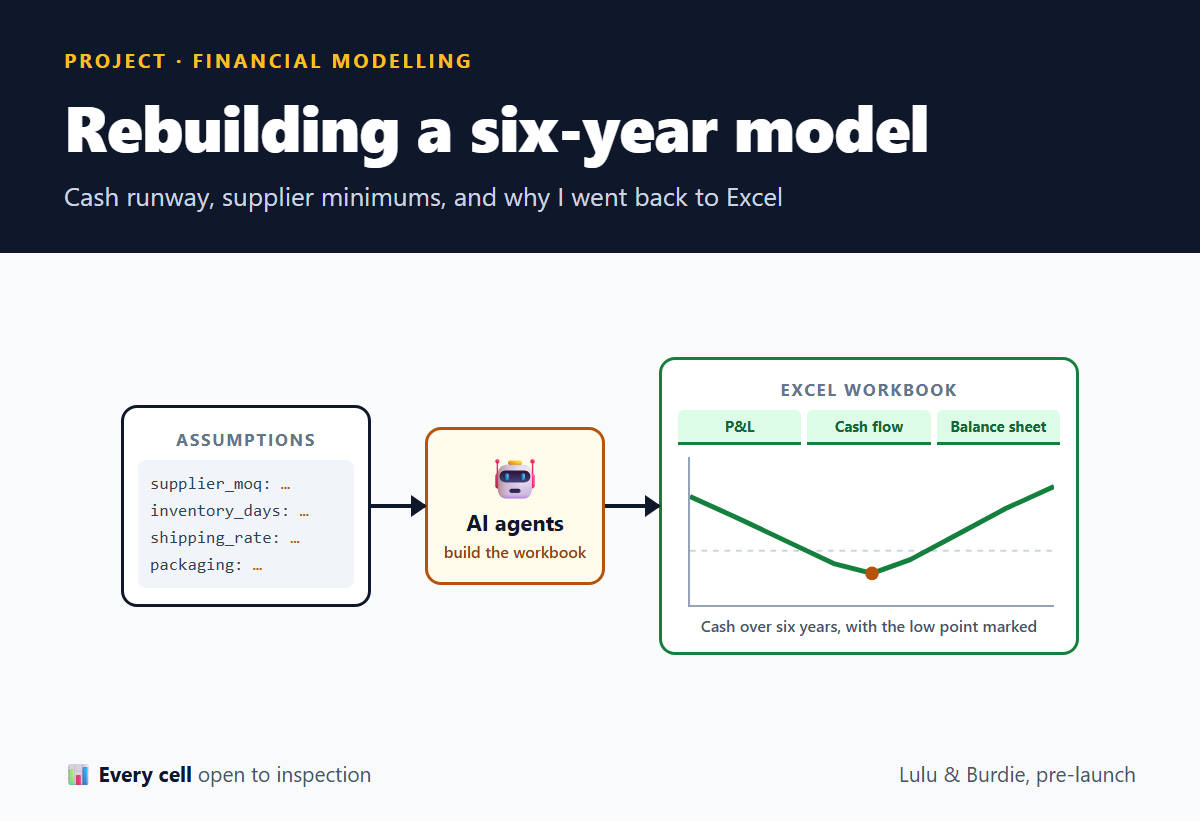 PROJECT · FINANCIAL MODELLING
Rebuilding a six-year model
Cash runway, supplier minimums, and why I went back to Excel
ASSUMPTIONS
supplier_moq: …
inventory_days: …
shipping_rate: …
packaging: …
AI agents
build the workbook
EXCEL WORKBOOK
P&L
Cash flow
Balance sheet
Cash over six years, with the low point marked
Every cell open to inspection
Lulu & Burdie, pre-launch